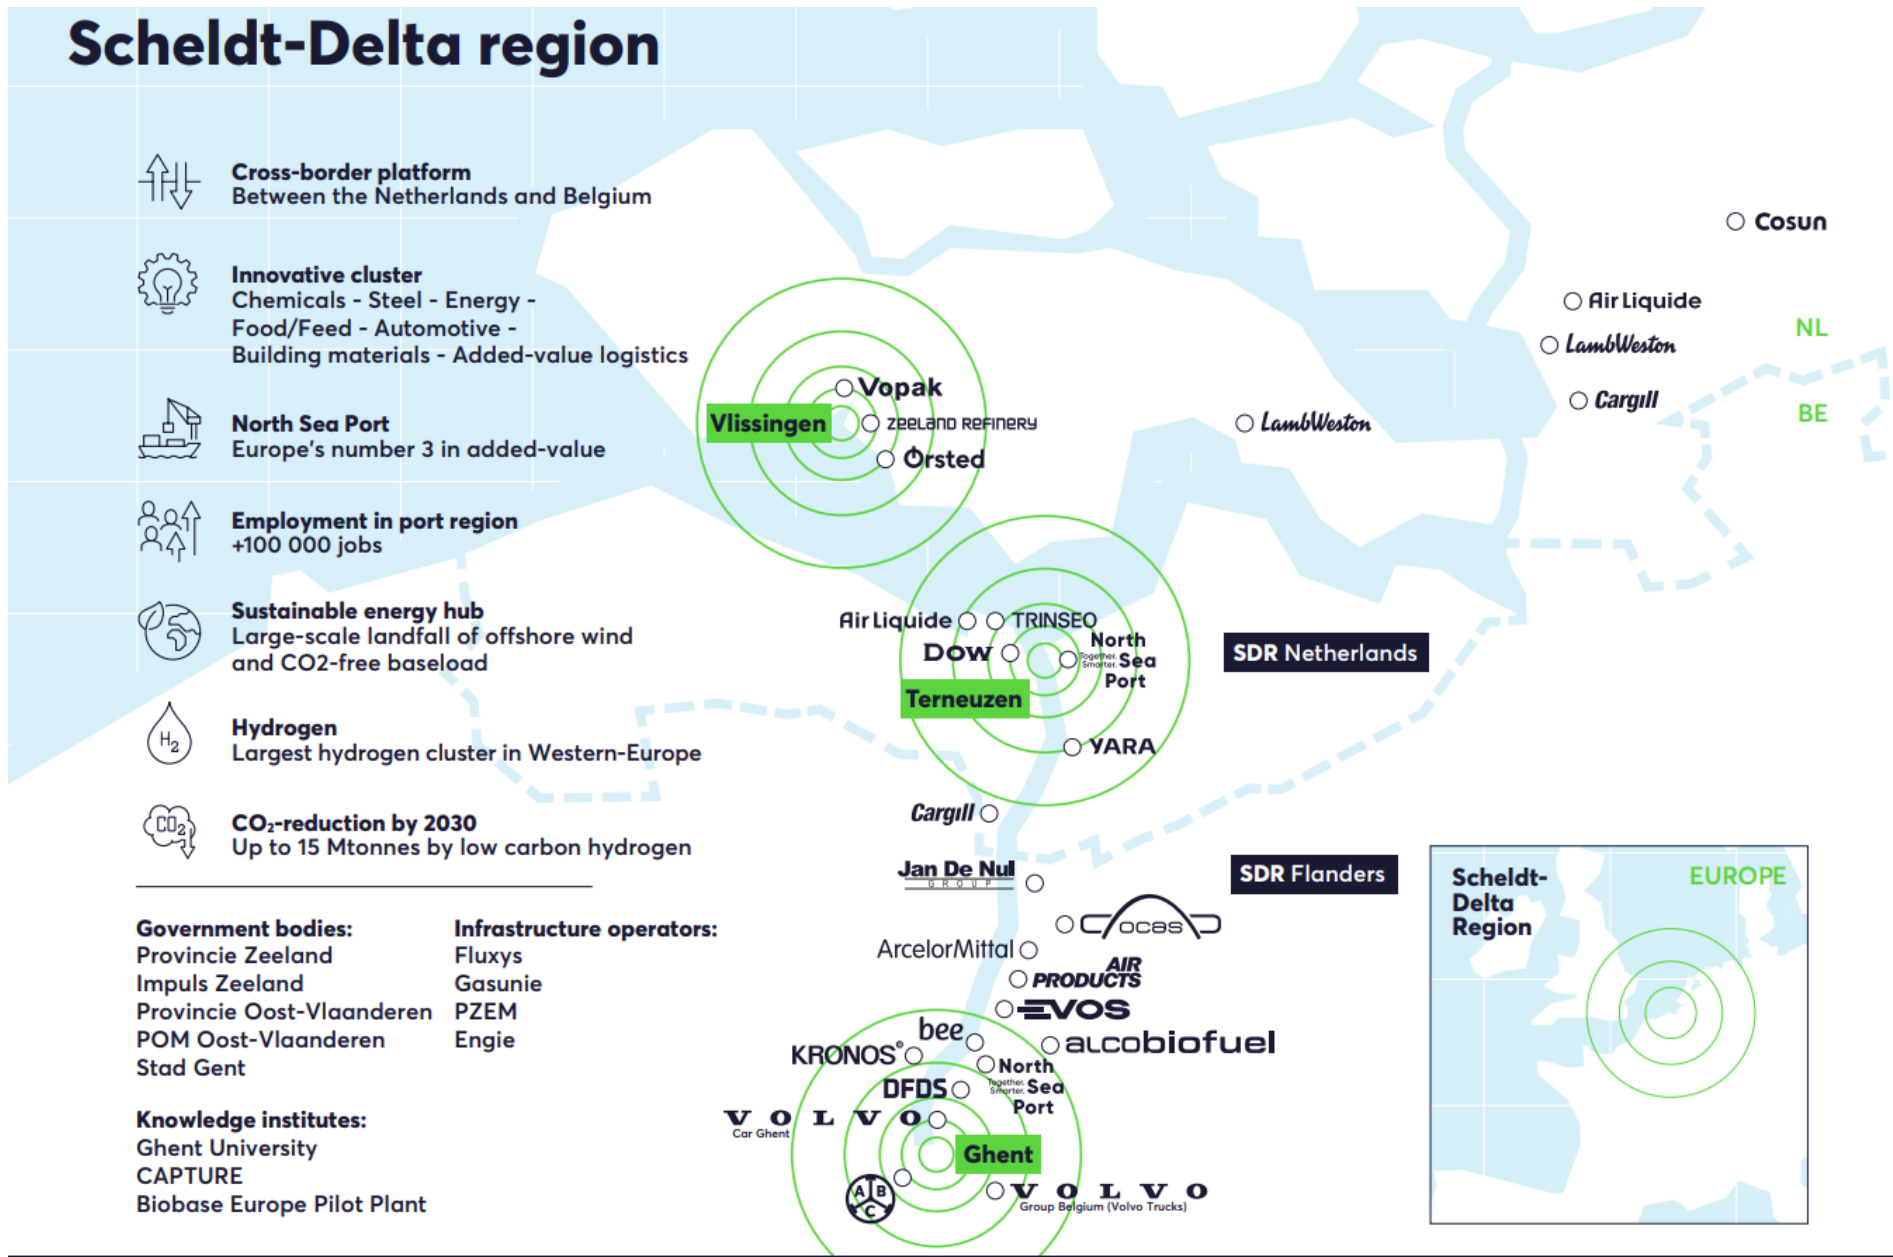 Scheldt-Delta region
Cross-border platform
Between the Netherlands and Belgium
Innovative cluster
Chemicals - Steel - Energy -
Food/Feed - Automotive -
Building materials - Added-value logistics
North Sea Port
Europe's number 3 in added-value
Employment in port region
+100 000 jobs
Sustainable energy hub
Large-scale landfall of offshore wind
and CO2-free baseload
H2
Hydrogen
Largest hydrogen cluster in Western-Europe
CO2
CO₂-reduction by 2030
Up to 15 Mtonnes by low carbon hydrogen
Government bodies:
Provincie Zeeland
Impuls Zeeland
Provincie Oost-Vlaanderen
POM Oost-Vlaanderen
Stad Gent
Infrastructure operators:
Fluxys
Gasunie
PZEM
Engie
Knowledge institutes:
Ghent University
CAPTURE
Biobase Europe Pilot Plant
Cosun
Air Liquide
LambWeston
Cargill
NL
BE
Vopak
Vlissingen
ZEELAND REFINERY
Ørsted
LambWeston
Air Liquide
TRINSEO
DOW
North
Together.
Smarter. Sea
Port
Terneuzen
YARA
SDR Netherlands
Cargill
Jan De Nul
GROUP
SDR Flanders
ocas
ArcelorMittal
AIR
PRODUCTS
EVOS
bee
alcobiofuel
KRONOS®
North
Together.
Smarter. Sea
Port
DFDS
VOLVO
Car Ghent
Ghent
ABC
VOLVO
Group Belgium (Volvo Trucks)
Scheldt-
Delta
Region
EUROPE